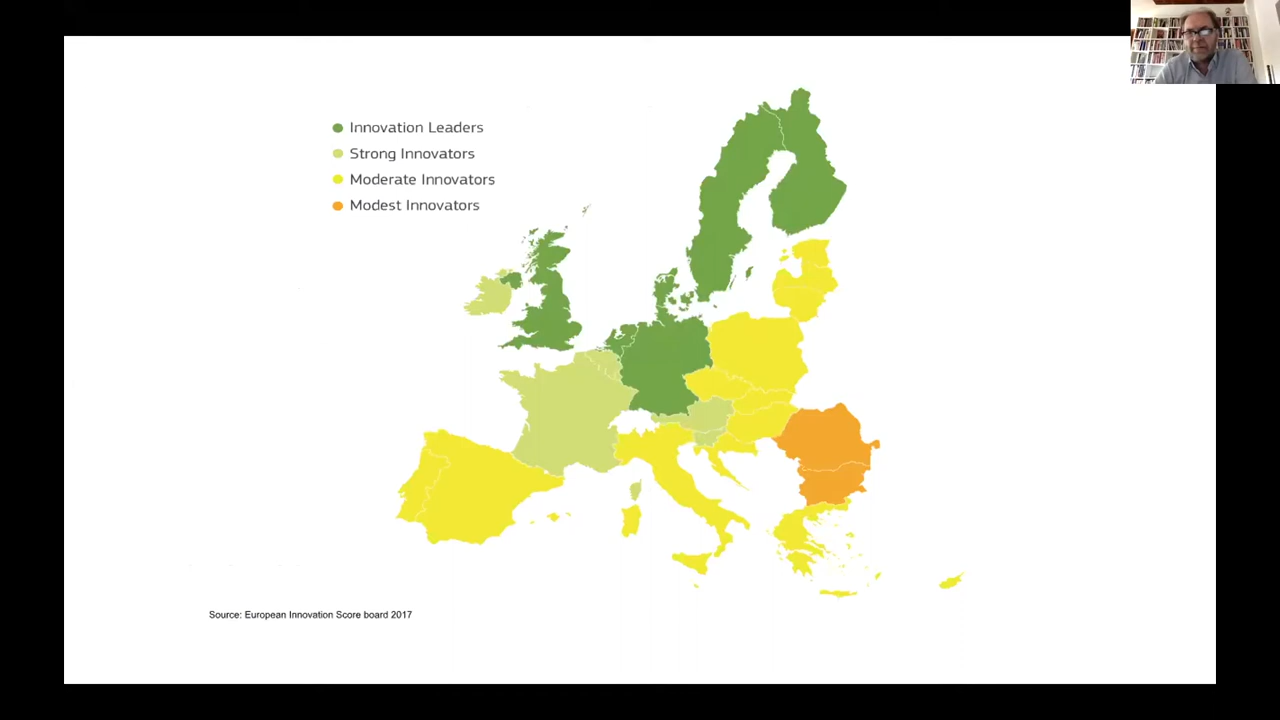 Innovation Leaders
Strong Innovators
Moderate Innovators
Modest Innovators
Source: European Innovation Score board 2017